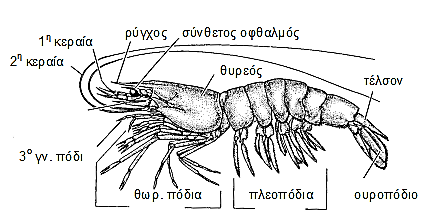 1η κεραία
ρύγχος
σύνθετος οφθαλμός
2η κεραία
θυρεός
τέλσον
3ο γν. πόδι
θωρ. πόδια
πλεοπόδια
ουροπόδιο